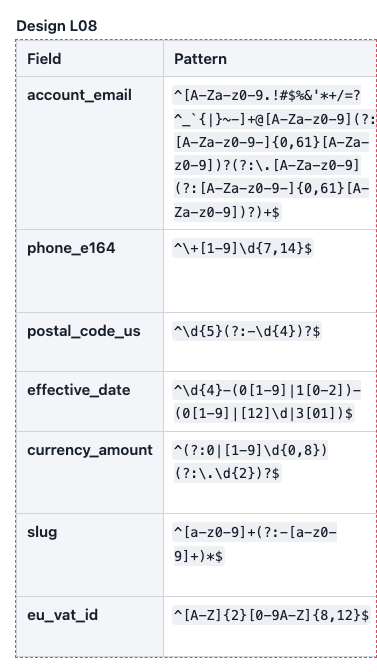 Design L08
Field Pattern
account_email ^[A-Za-z0-9.!#$%&'*+/=?
^_`{|}~-]+@[A-Za-z0-9](?:
[A-Za-z0-9-]{0,61}[A-Za-
z0-9])?(?:\.[A-Za-z0-9]
(?:[A-Za-z0-9-]{0,61}[A-
Za-z0-9])?)+$
phone_e164 ^\+[1-9]\d{7,14}$
postal_code_us ^\d{5}(?:-\d{4})?$
effective_date ^\d{4}-(0[1-9]|1[0-2])-
(0[1-9]|[12]\d|3[01])$
currency_amount ^(?:0|[1-9]\d{0,8})
(?:\.\d{2})?$
slug ^[a-z0-9]+(?:-[a-z0-
9]+)*$
eu_vat_id ^[A-Z]{2}[0-9A-Z]{8,12}$